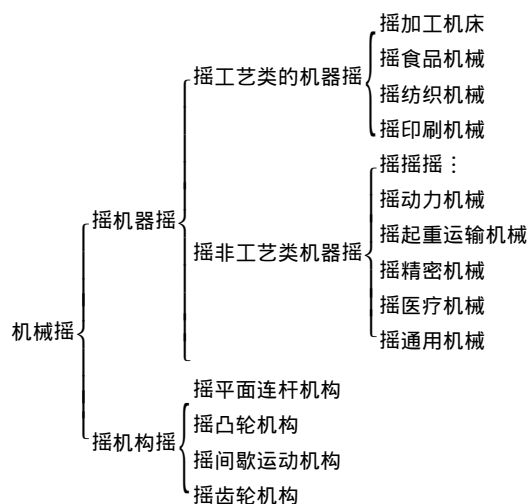 摇加工机床
摇食品机械
摇工艺类的机器摇
摇纺织机械
摇印刷机械
摇摇摇︰
摇动力机械
摇机器摇
摇起重运输机械
摇非工艺类机器摇
摇精密机械
摇医疗机械
机械摇
摇通用机械
摇平面连杆机构
摇凸轮机构
摇机构摇
摇间歇运动机构
摇齿轮机构